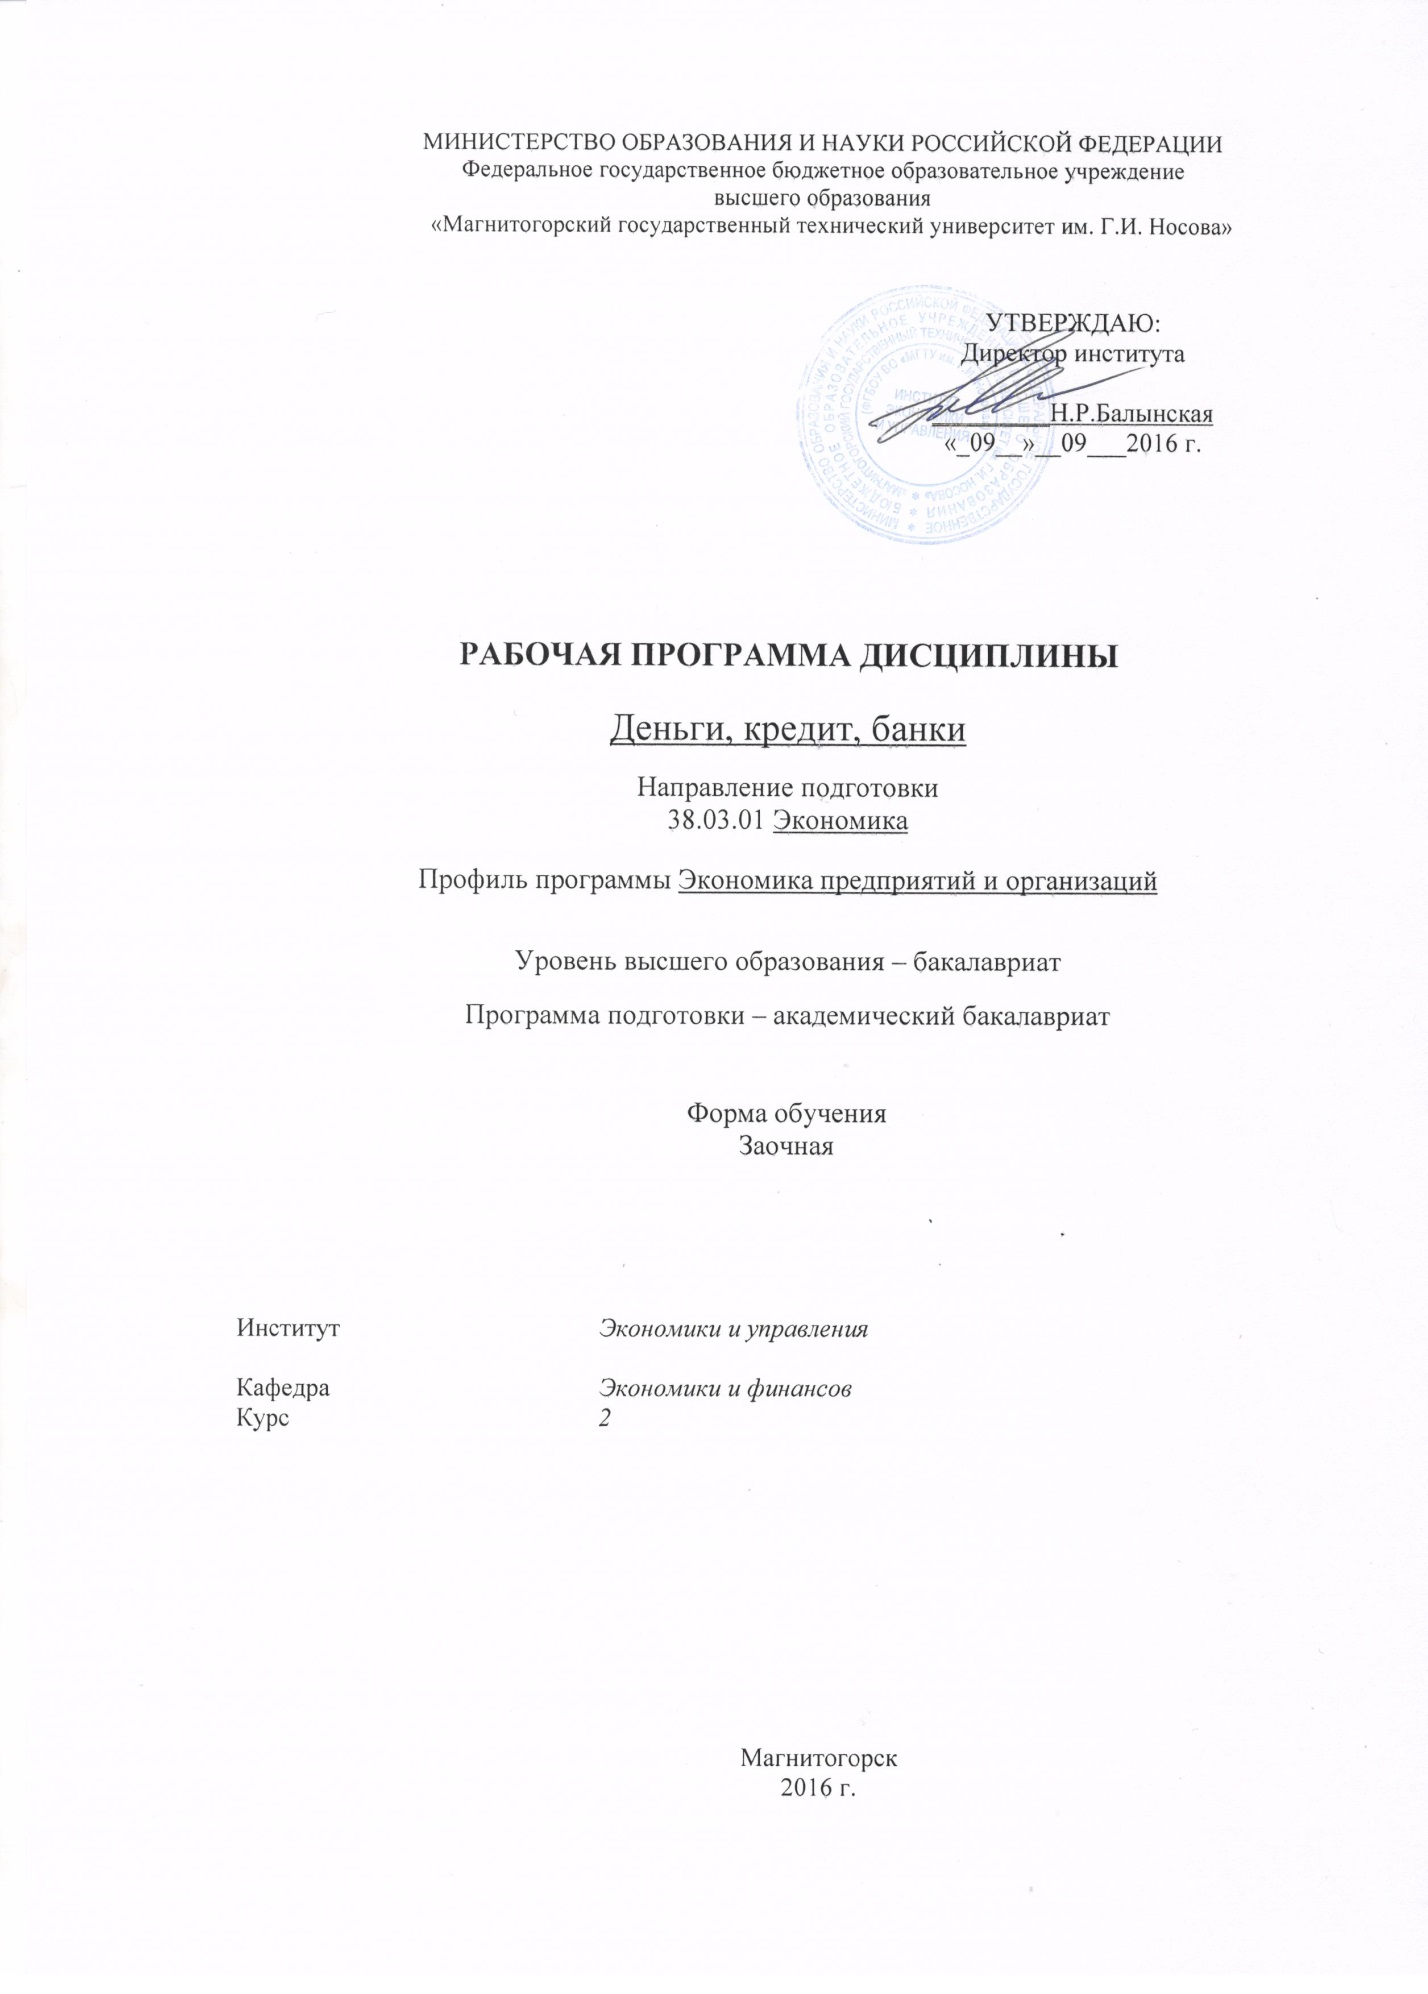 МИНИСТЕРСТВО ОБРАЗОВАНИЯ И НАУКИ РОССИЙСКОЙ ФЕДЕРАЦИИ
Федеральное государственное бюджетное образовательное учреждение
высшего образования
«Магнитогорский государственный технический университет им. Г.И. Носова»
УТВЕРЖДАЮ:
Директор института
_________Н.Р.Балынская
«_09__»__09___2016 г.
РАБОЧАЯ ПРОГРАММА ДИСЦИПЛИНЫ
Деньги, кредит, банки
Направление подготовки
38.03.01 Экономика
Профиль программы Экономика предприятий и организаций
Уровень высшего образования – бакалавриат
Программа подготовки – академический бакалавриат
Форма обучения
Заочная
Институт Экономики и управления
Кафедра Экономики и финансов
Курс 2
Магнитогорск
2016 г.